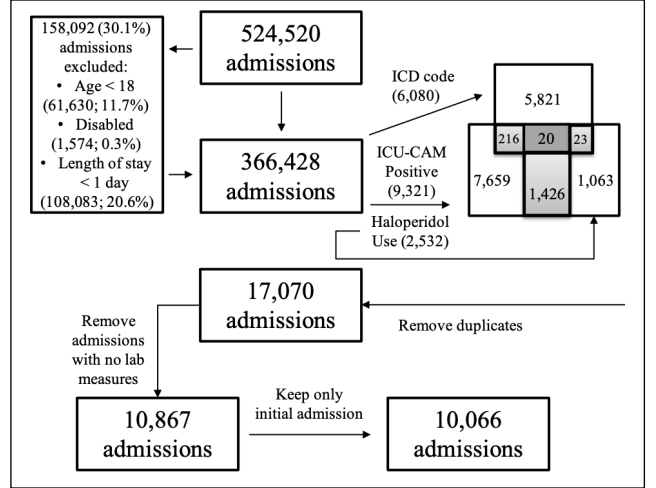 158,092 (30.1%)
admissions
excluded:
• Age < 18
(61,630; 11.7%)
• Disabled
(1,574; 0.3%)
• Length of stay
< 1 day
(108,083; 20.6%)
524,520
admissions
366,428
admissions
ICD code
(6,080)
ICU-CAM
Positive
(9,321)
Haloperidol
Use (2,532)
5,821
216 20 23
7,659 1,426 1,063
17,070
admissions
Remove duplicates
Remove
admissions
with no lab
measures
10,867
admissions
Keep only
initial admission
10,066
admissions